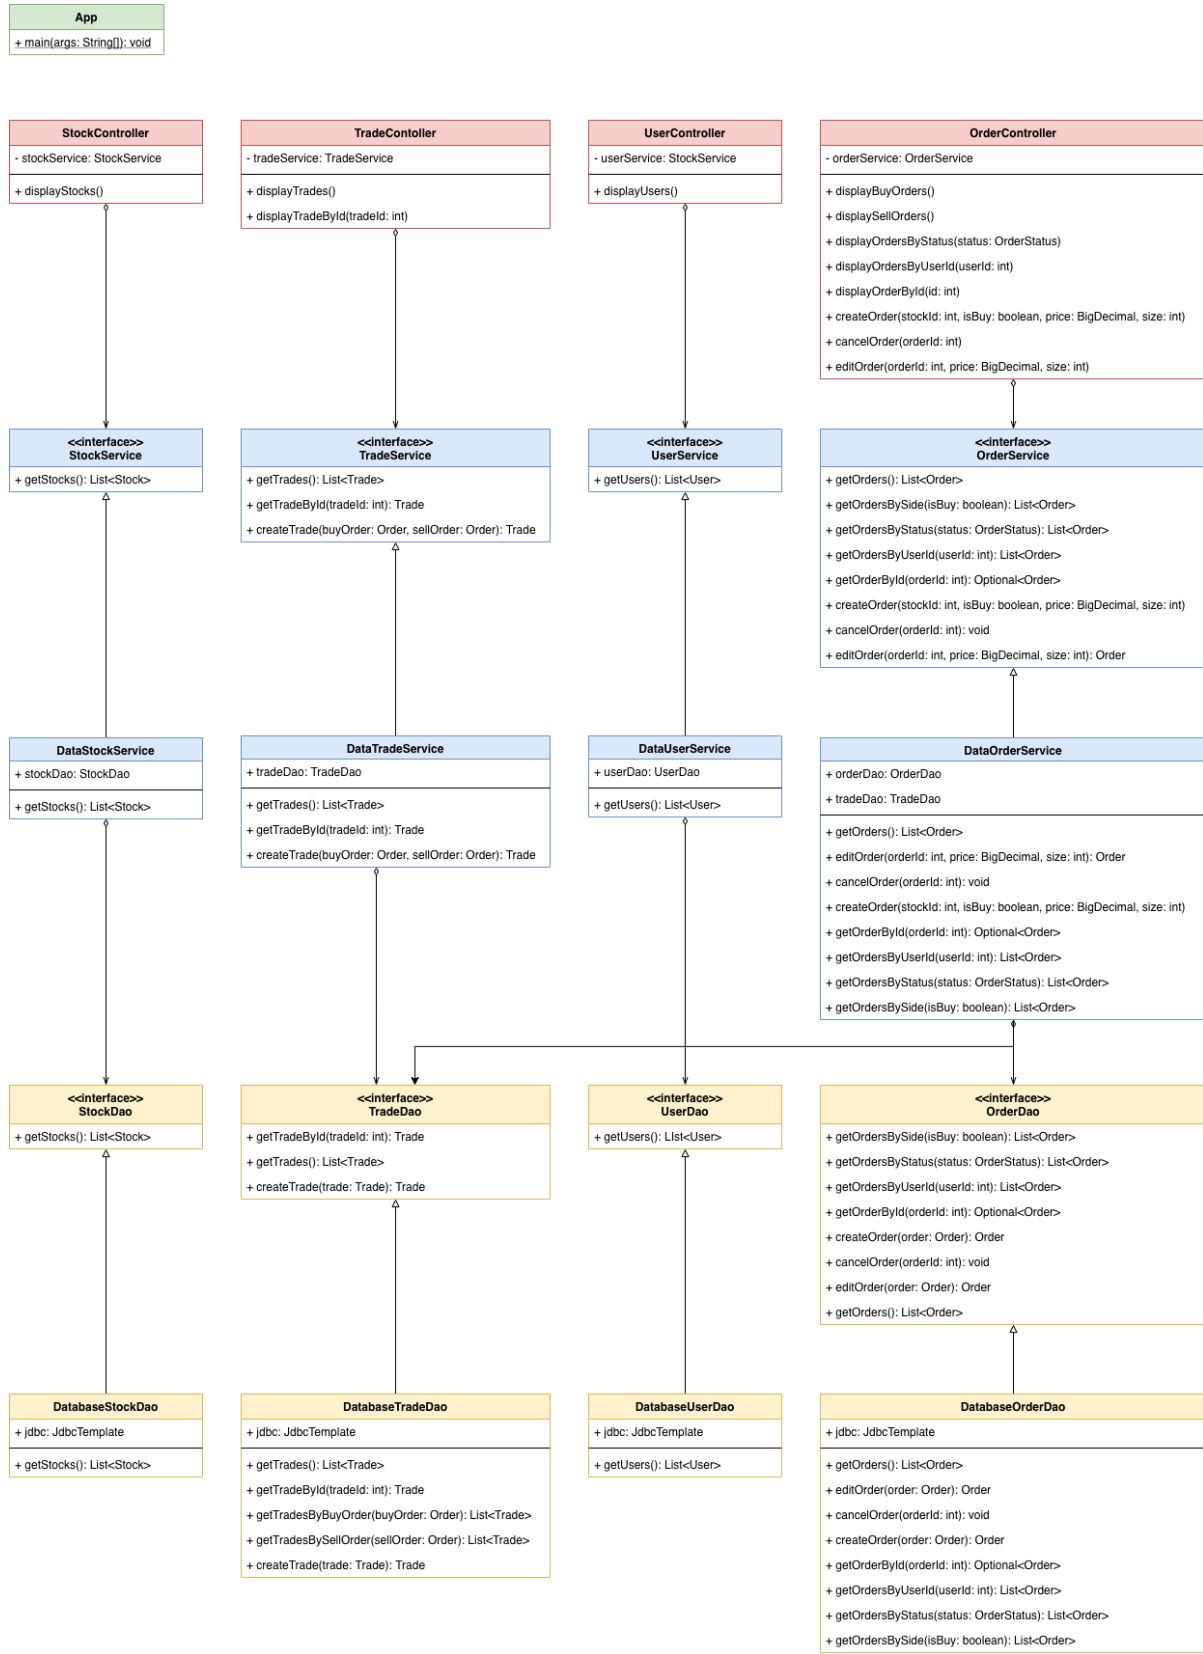 App
+ main(args: String[]): void
StockController
- stockService: StockService
+ displayStocks()
TradeContoller
- tradeService: TradeService
+ displayTrades()
+ displayTradeById(tradeId: int)
UserController
- userService: StockService
+ displayUsers()
OrderController
- orderService: OrderService
+ displayBuyOrders()
+ displaySellOrders()
+ displayOrdersByStatus(status: OrderStatus)
+ displayOrdersByUserId(userId: int)
+ displayOrderById(id: int)
+ createOrder(stockId: int, isBuy: boolean, price: BigDecimal, size: int)
+ cancelOrder(orderId: int)
+ editOrder(orderId: int, price: BigDecimal, size: int)
<<interface>>
StockService
+ getStocks(): List<Stock>
<<interface>>
TradeService
+ getTrades(): List<Trade>
+ getTradeById(tradeId: int): Trade
+ createTrade(buyOrder: Order, sellOrder: Order): Trade
<<interface>>
UserService
+ getUsers(): List<User>
<<interface>>
OrderService
+ getOrders(): List<Order>
+ getOrdersBySide(isBuy: boolean): List<Order>
+ getOrdersByStatus(status: OrderStatus): List<Order>
+ getOrdersByUserId(userId: int): List<Order>
+ getOrderById(orderId: int): Optional<Order>
+ createOrder(stockId: int, isBuy: boolean, price: BigDecimal, size: int)
+ cancelOrder(orderId: int): void
+ editOrder(orderId: int, price: BigDecimal, size: int): Order
DataStockService
+ stockDao: StockDao
+ getStocks(): List<Stock>
DataTradeService
+ tradeDao: TradeDao
+ getTrades(): List<Trade>
+ getTradeById(tradeId: int): Trade
+ createTrade(buyOrder: Order, sellOrder: Order): Trade
DataUserService
+ userDao: UserDao
+ getUsers(): List<User>
DataOrderService
+ orderDao: OrderDao
+ tradeDao: TradeDao
+ getOrders(): List<Order>
+ editOrder(orderId: int, price: BigDecimal, size: int): Order
+ cancelOrder(orderId: int): void
+ createOrder(stockId: int, isBuy: boolean, price: BigDecimal, size: int)
+ getOrderById(orderId: int): Optional<Order>
+ getOrdersByUserId(userId: int): List<Order>
+ getOrdersByStatus(status: OrderStatus): List<Order>
+ getOrdersBySide(isBuy: boolean): List<Order>
<<interface>>
StockDao
+ getStocks(): List<Stock>
<<interface>>
TradeDao
+ getTradeById(tradeId: int): Trade
+ getTrades(): List<Trade>
+ createTrade(trade: Trade): Trade
<<interface>>
UserDao
+ getUsers(): LIst<User>
<<interface>>
OrderDao
+ getOrdersBySide(isBuy: boolean): List<Order>
+ getOrdersByStatus(status: OrderStatus): List<Order>
+ getOrdersByUserId(userId: int): List<Order>
+ getOrderById(orderId: int): Optional<Order>
+ createOrder(order: Order): Order
+ cancelOrder(orderId: int): void
+ editOrder(order: Order): Order
+ getOrders(): List<Order>
DatabaseStockDao
+ jdbc: JdbcTemplate
+ getStocks(): List<Stock>
DatabaseTradeDao
+ jdbc: JdbcTemplate
+ getTrades(): List<Trade>
+ getTradeById(tradeId: int): Trade
+ getTradesByBuyOrder(buyOrder: Order): List<Trade>
+ getTradesBySellOrder(sellOrder: Order): List<Trade>
+ createTrade(trade: Trade): Trade
DatabaseUserDao
+ jdbc: JdbcTemplate
+ getUsers(): List<User>
DatabaseOrderDao
+ jdbc: JdbcTemplate
+ getOrders(): List<Order>
+ editOrder(order: Order): Order
+ cancelOrder(orderId: int): void
+ createOrder(order: Order): Order
+ getOrderById(orderId: int): Optional<Order>
+ getOrdersByUserId(userId: int): List<Order>
+ getOrdersByStatus(status: OrderStatus): List<Order>
+ getOrdersBySide(isBuy: boolean): List<Order>